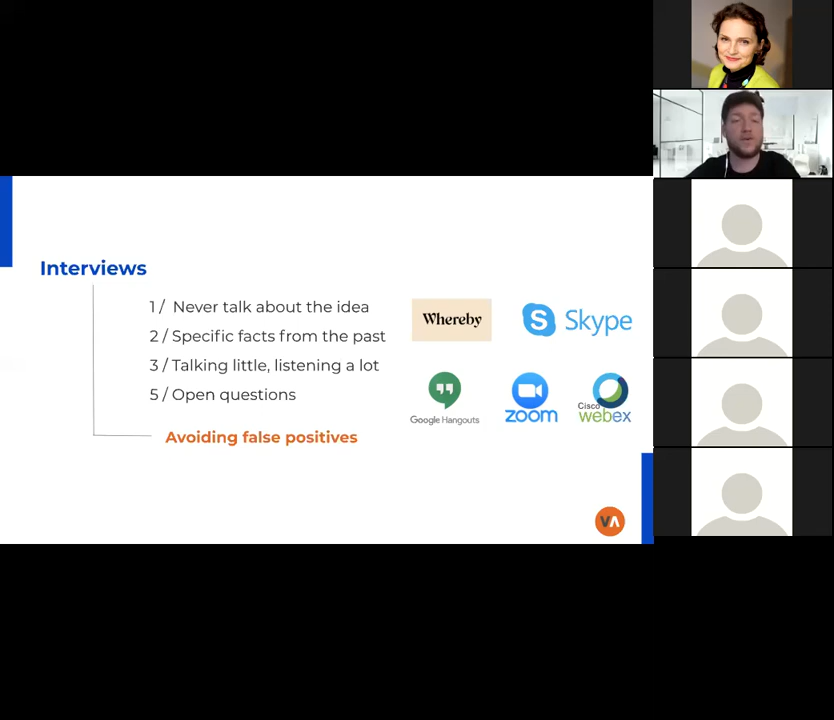 Interviews
1 / Never talk about the idea
2 / Specific facts from the past
3 / Talking little, listening a lot
5 / Open questions
Avoiding false positives
Whereby
Skype
Google Hangouts
zoom
Cisco
webex
VA